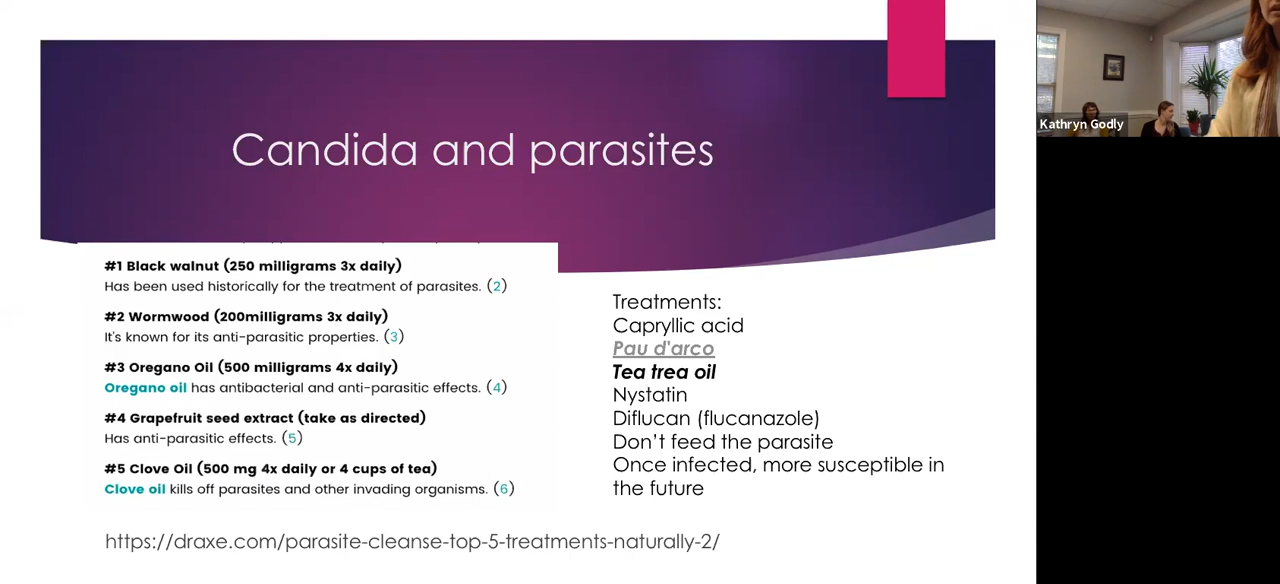 Candida and parasites
#1 Black walnut (250 milligrams 3x daily)
Has been used historically for the treatment of parasites. (2)
#2 Wormwood (200milligrams 3x daily)
It's known for its anti-parasitic properties. (3)
#3 Oregano Oil (500 milligrams 4x daily)
Oregano oil has antibacterial and anti-parasitic effects. (4)
#4 Grapefruit seed extract (take as directed)
Has anti-parasitic effects. (5)
#5 Clove Oil (500 mg 4x daily or 4 cups of tea)
Clove oil kills off parasites and other invading organisms. (6)
Treatments:
Capryllic acid
Pau d'arco
Tea trea oil
Nystatin
Diflucan (flucanazole)
Don’t feed the parasite
Once infected, more susceptible in
the future
https://draxe.com/parasite-cleanse-top-5-treatments-naturally-2/
Kathryn Godly